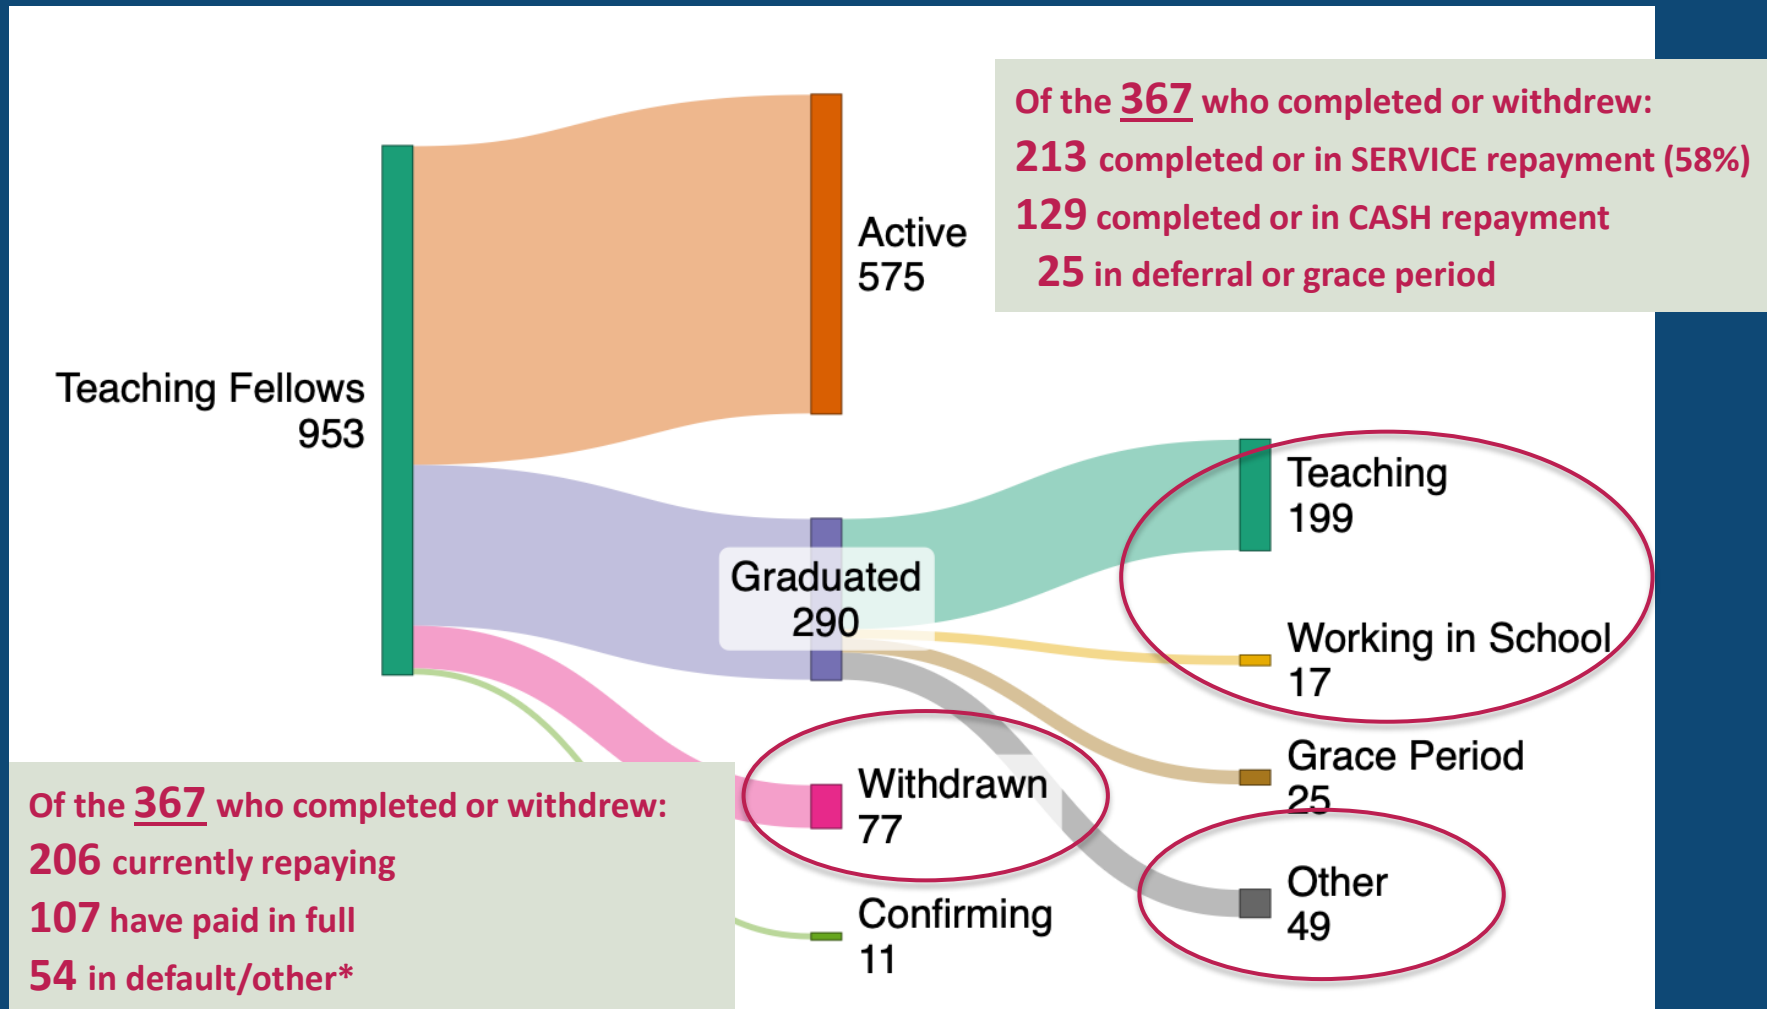 Of the 367 who completed or withdrew:
213 completed or in SERVICE repayment (58%)
129 completed or in CASH repayment
25 in deferral or grace period
Active
575
Teaching Fellows
953
Teaching
199
Graduated
290
Working in School
17
Grace Period
25
Withdrawn
77
Other
49
Confirming
11
Of the 367 who completed or withdrew:
206 currently repaying
107 have paid in full
54 in default/other*